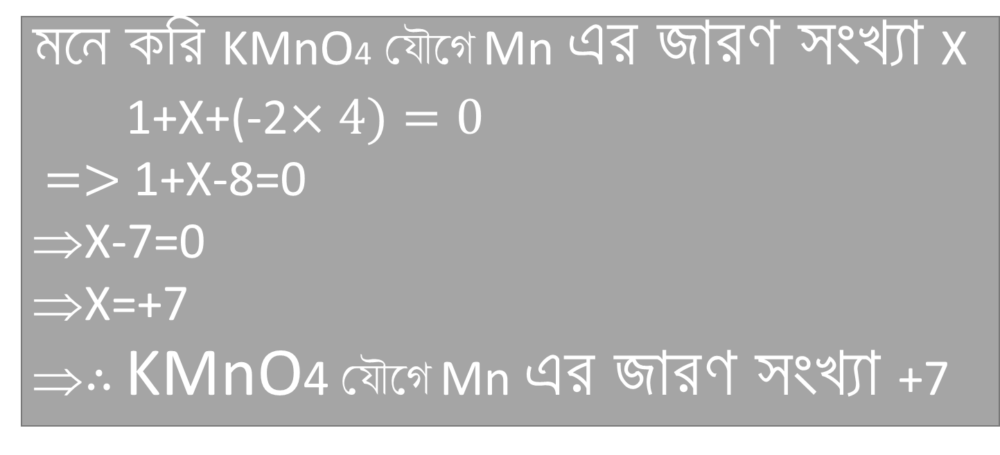 মনে করি KMnO4 যৌগে Mn এর জারণ সংখ্যা X
1+X+(-2× 4) = 0
=> 1+X-8=0
⇒X-7=0
⇒X=+7
⇒∴ KMnO4 যৌগে Mn এর জারণ সংখ্যা +7